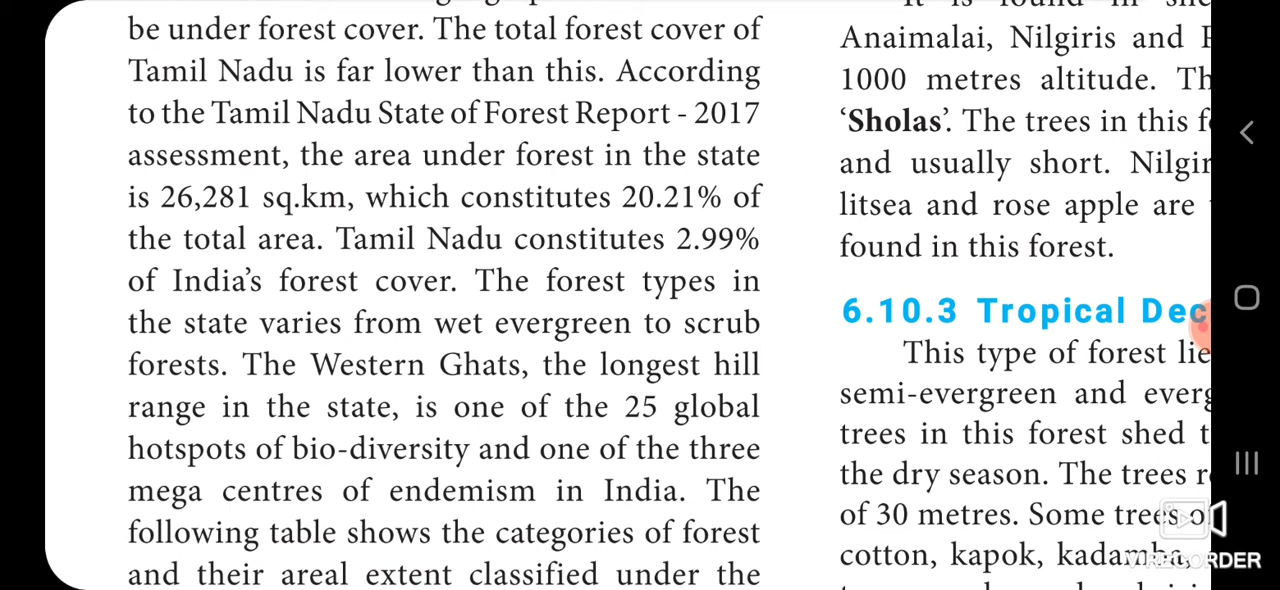 be under forest cover. The total forest cover of
Tamil Nadu is far lower than this. According
to the Tamil Nadu State of Forest Report - 2017
assessment, the area under forest in the state
is 26,281 sq.km, which constitutes 20.21% of
the total area. Tamil Nadu constitutes 2.99%
of India's forest cover. The forest types in
the state varies from wet evergreen to scrub
forests. The Western Ghats, the longest hill
range in the state, is one of the 25 global
hotspots of bio-diversity and one of the three
mega centres of endemism in India. The
following table shows the categories of forest
and their areal extent classified under the
It is found in
Anaimalai, Nilgiris and
1000 metres altitude. Th
‘Sholas’. The trees in this f
and usually short. Nilgir
litsea and rose apple are
found in this forest.
6.10.3 Tropical Dec
This type of forest lie
semi-evergreen and everg
trees in this forest shed t
the dry season. The trees r
of 30 metres. Some trees o
cotton, kapok, kadamba,
V RECORDER